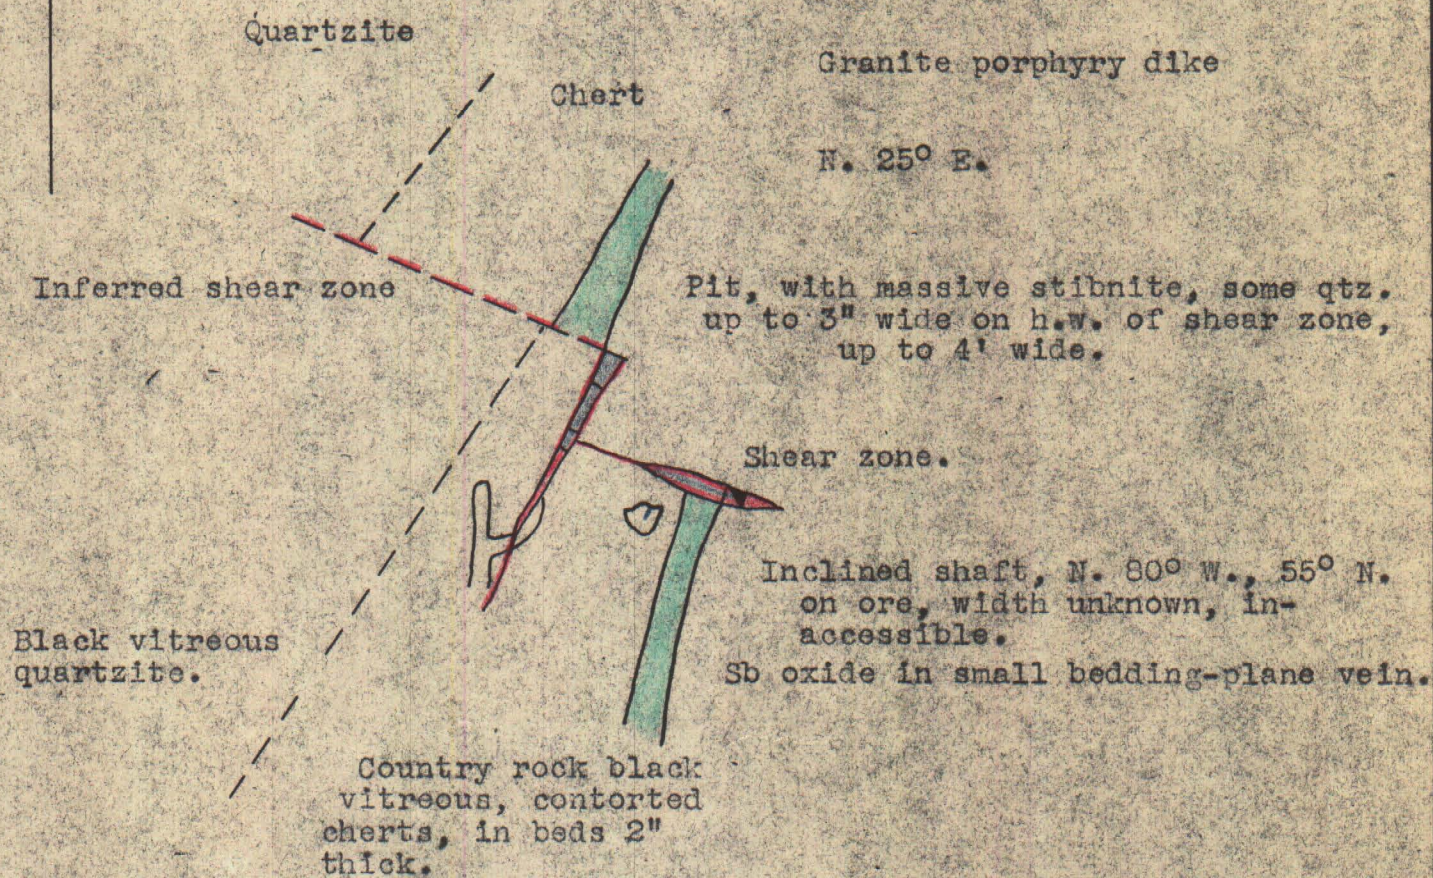 Quartzite
Granite porphyry dike
Chert
N. 25° E.
Inferred shear zone
Pit, with massive stibnite, some qtz.
up to 3" wide on h.w. of shear zone,
up to 4' wide.
Shear zone.
Inclined shaft, N. 80° W., 55° N.
on ore, width unknown, in-
accessible.
Sb oxide in small bedding-plane vein.
Black vitreous
quartzite.
Country rock black
vitreous, contorted
cherts, in beds 2"
thick.